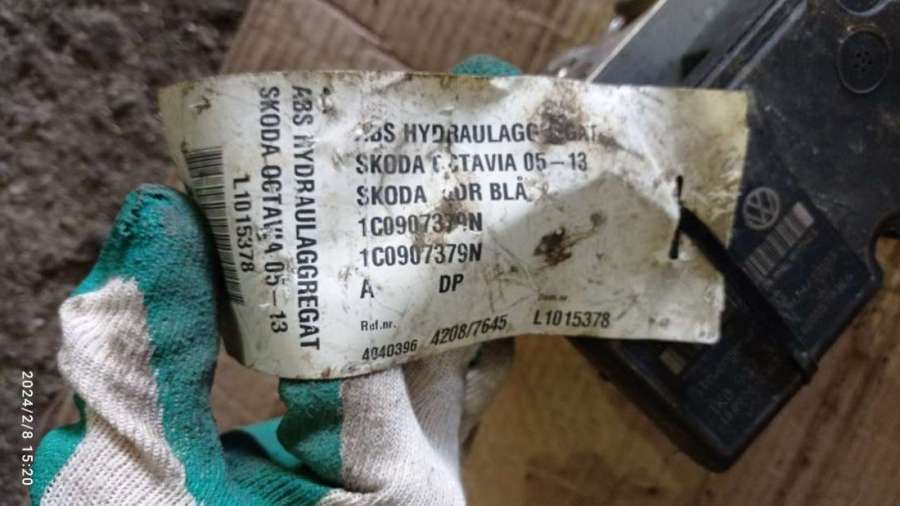 ABS HYDRAULAGGREGAT
SKODA OCTAVIA 05-13
SKODA 5DR BLÅ
1C0907379N
1C0907379N
A DP
Ref.nr.
4040396 4208/7645 L1015378
ABS HYDRAULAGGREGAT
SKODA OCTAVIA 05-13
L1015378
2024/2/8 15:20